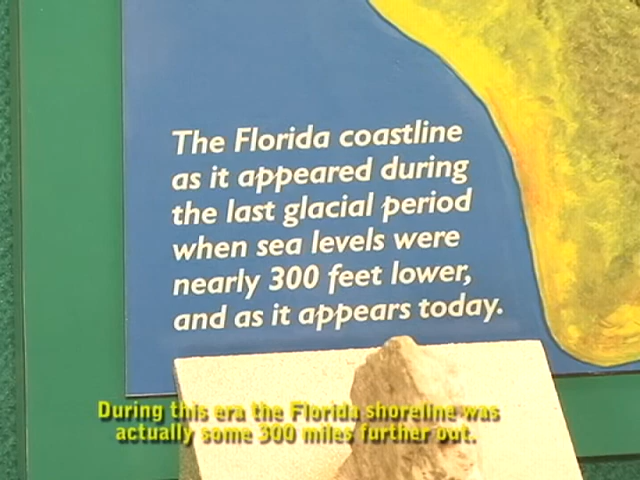 The Florida coastline
as it appeared during
the last glacial period
when sea levels were
nearly 300 feet lower,
and as it appears today.
During this era the Florida shoreline was
actually some 300 miles further out.